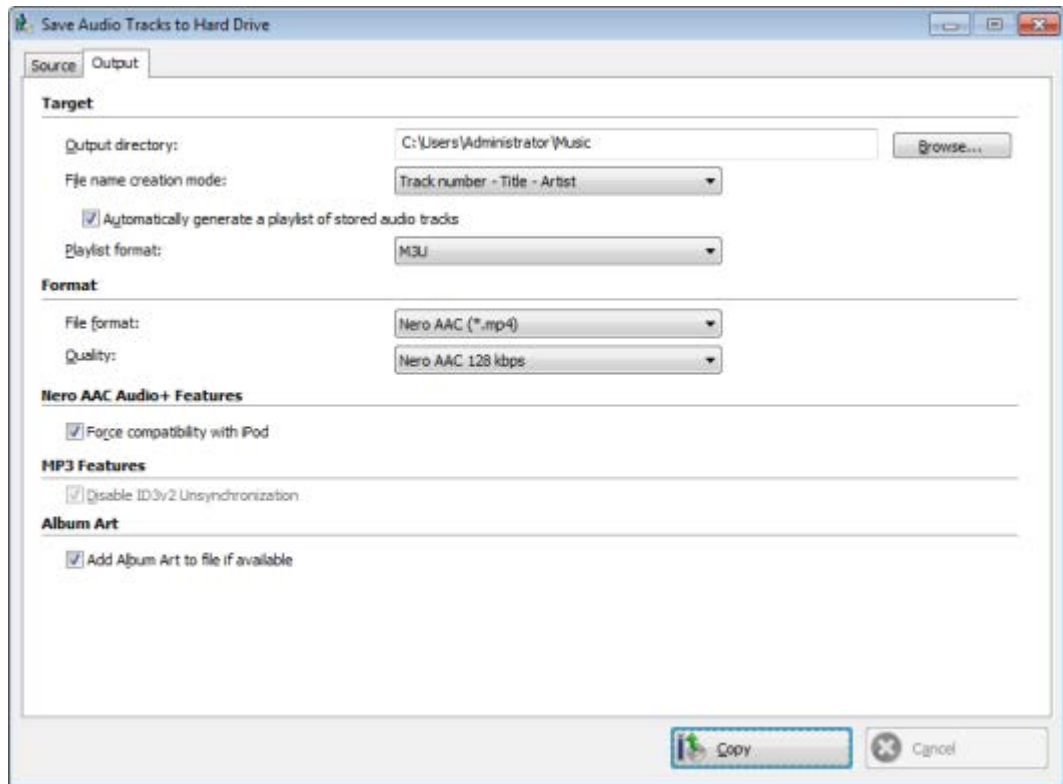 Save Audio Tracks to Hard Drive
Source Output
Target
Output directory: C:\Users\Administrator\Music Browse...
File name creation mode: Track number - Title - Artist
Automatically generate a playlist of stored audio tracks
Playlist format: M3U
Format
File format: Nero AAC (*.mp4)
Quality: Nero AAC 128 kbps
Nero AAC Audio+ Features
Force compatibility with iPod
MP3 Features
Disable ID3v2 Unsynchronization
Album Art
Add Album Art to file if available
Copy Cancel